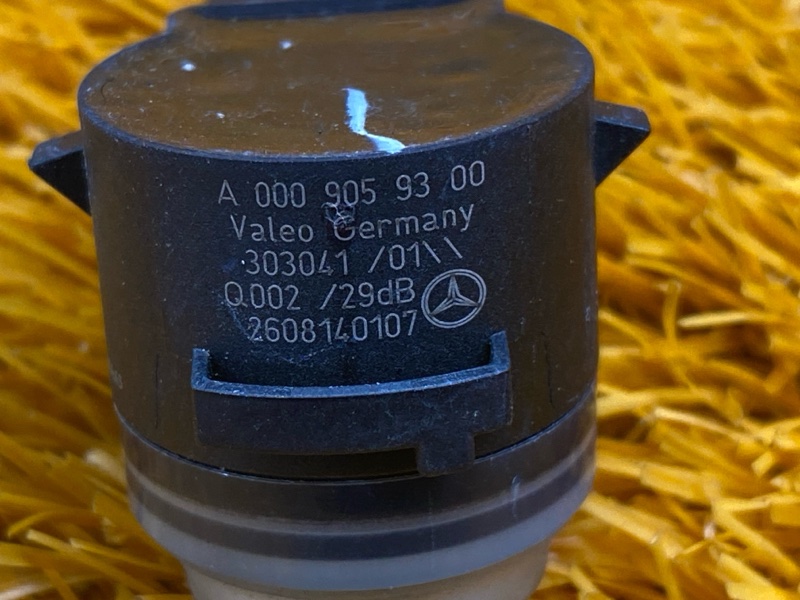 A 000 905 93 00
Valeo Germany
303041 /01\\
Q002 /29dB
2608140107